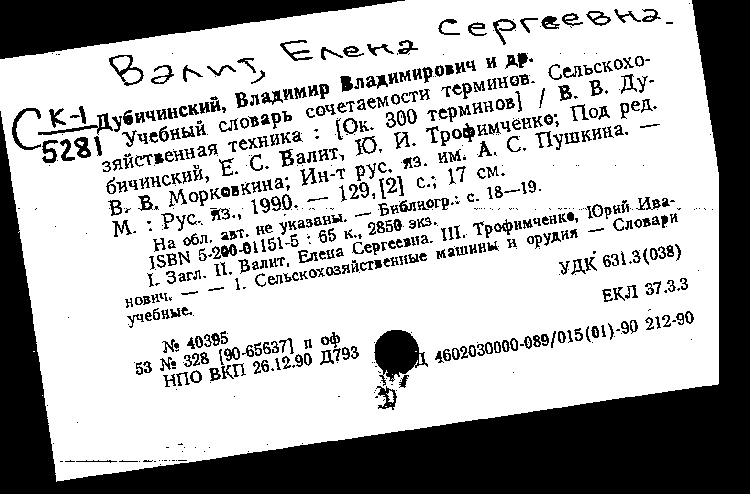 Валит, Елена Сергеевна.
С К-1
5281
Дубичинский, Владимир Владимирович и др.
Учебный словарь сочетаемости терминов. Сельскохо-
зяйственная техника : [Ок. 300 терминов] / В. В. Ду-
бичинский, Е. С. Валит, Ю. И. Трофимченко; Под ред.
В. В. Морковкина; Ин-т рус. яз. им. А. С. Пушкина. —
М. : Рус. яз., 1990. — 129,[2] с.; 17 см.
На обл. авт. не указаны. — Библиогр.: с. 18—19.
ISBN 5-200-01151-5 : 65 к., 2850 экз.
I. Загл. II. Валит, Елена Сергеевна. III. Трофимченко, Юрий Ива-
нович. — — 1. Сельскохозяйственные машины и орудия — Словари
учебные.
УДК 631.3(038)
ЕКЛ 37.3.3
№ 40395
53 № 328 [90-65637] п оф
НПО ВКП 26.12.90 Д793
Д 4602030000-089/015(01)-90 212-90